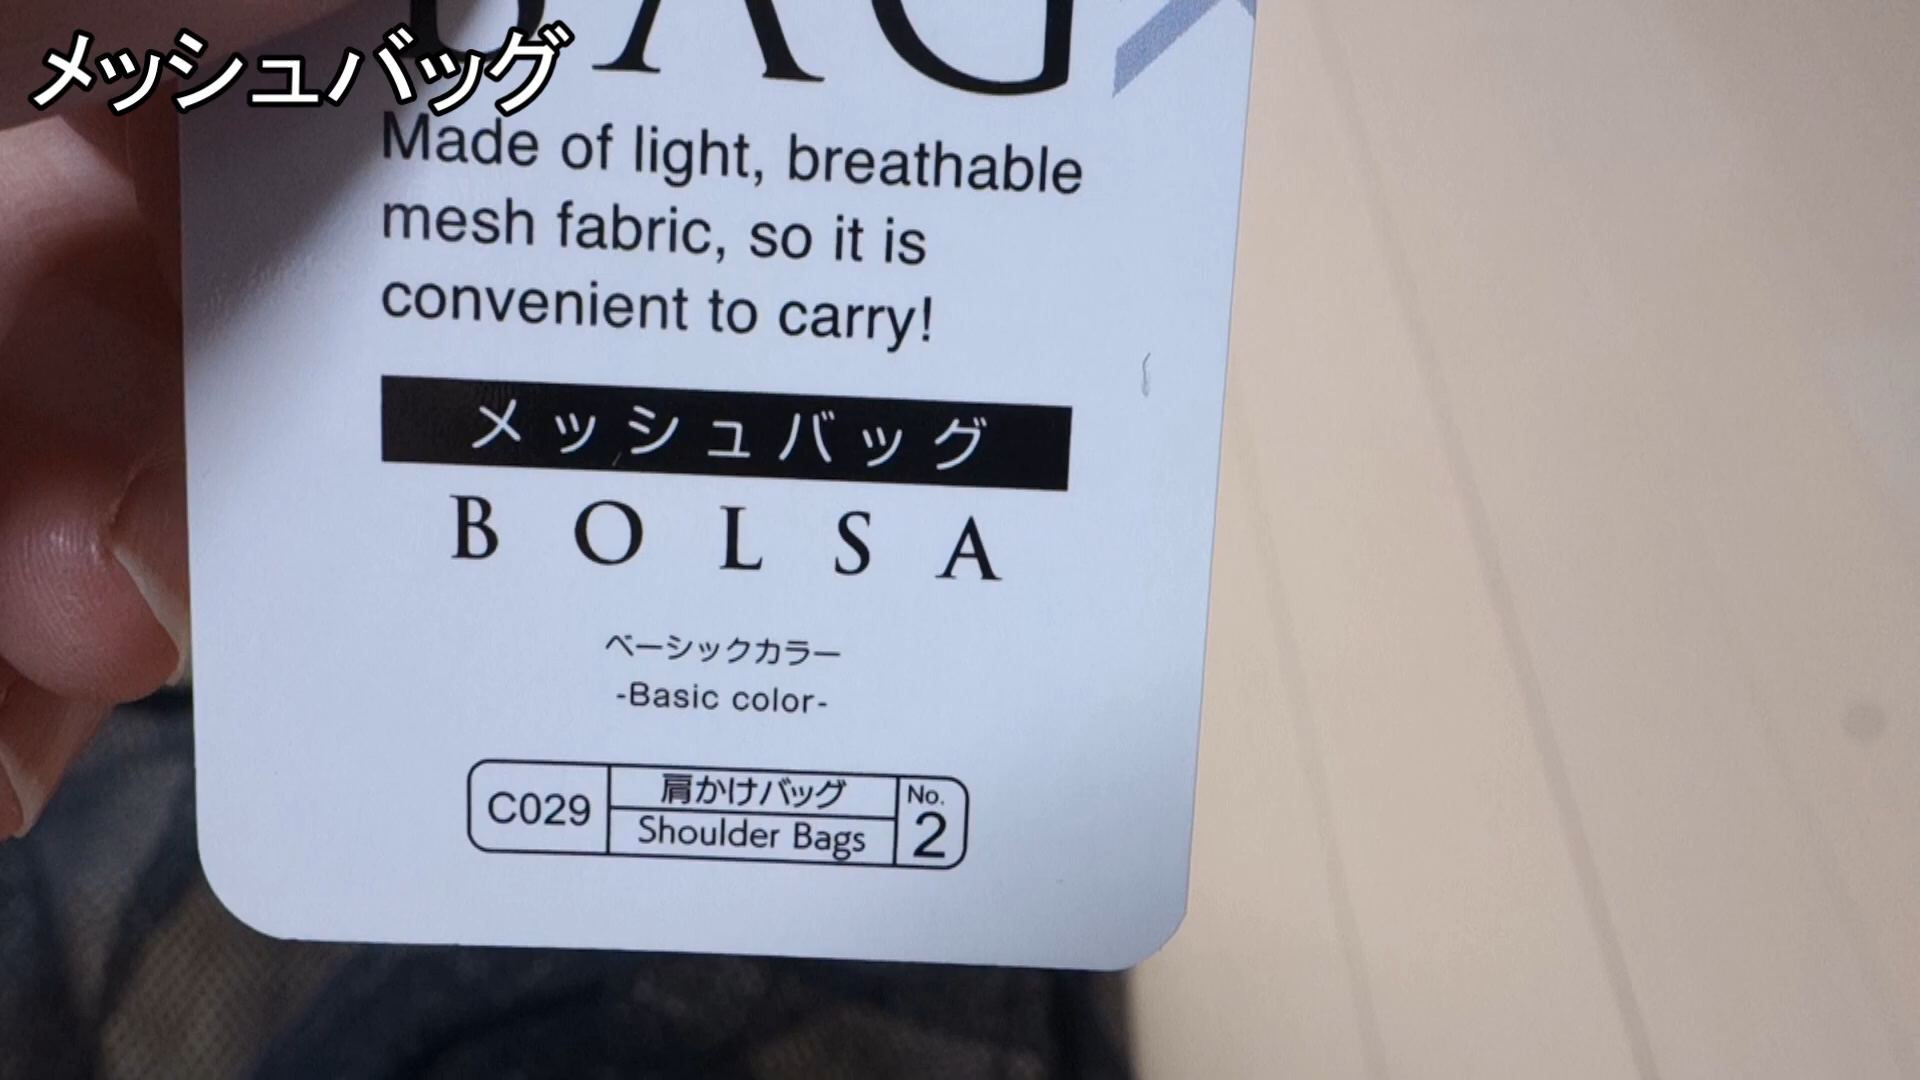 メッシュバッグ
BAG
Made of light, breathable
mesh fabric, so it is
convenient to carry!
メッシュバッグ
BOLSA
ベーシックカラー
-Basic color-
C029
肩かけバッグ
Shoulder Bags
No.
2